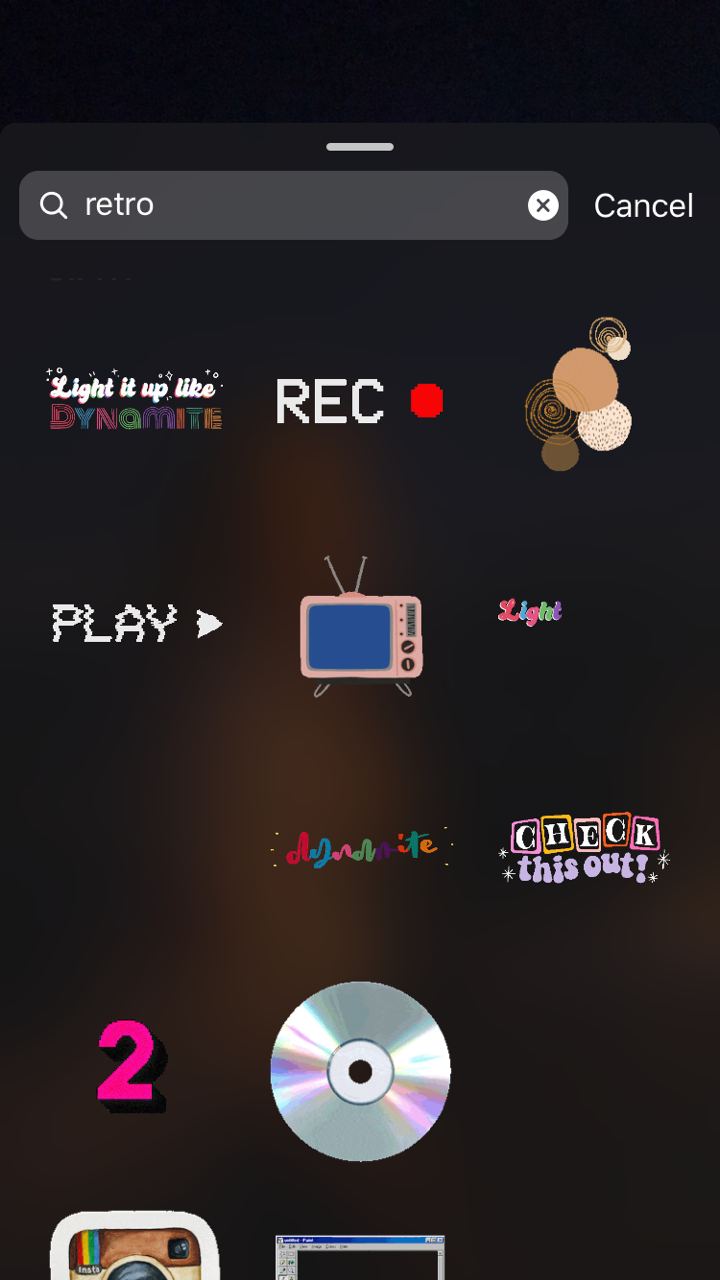 retro
Cancel
Light it up like
DYNAMITE
REC
PLAY
Light
dynamite
CHECK
this out!
2
Insta
untitled - Paint